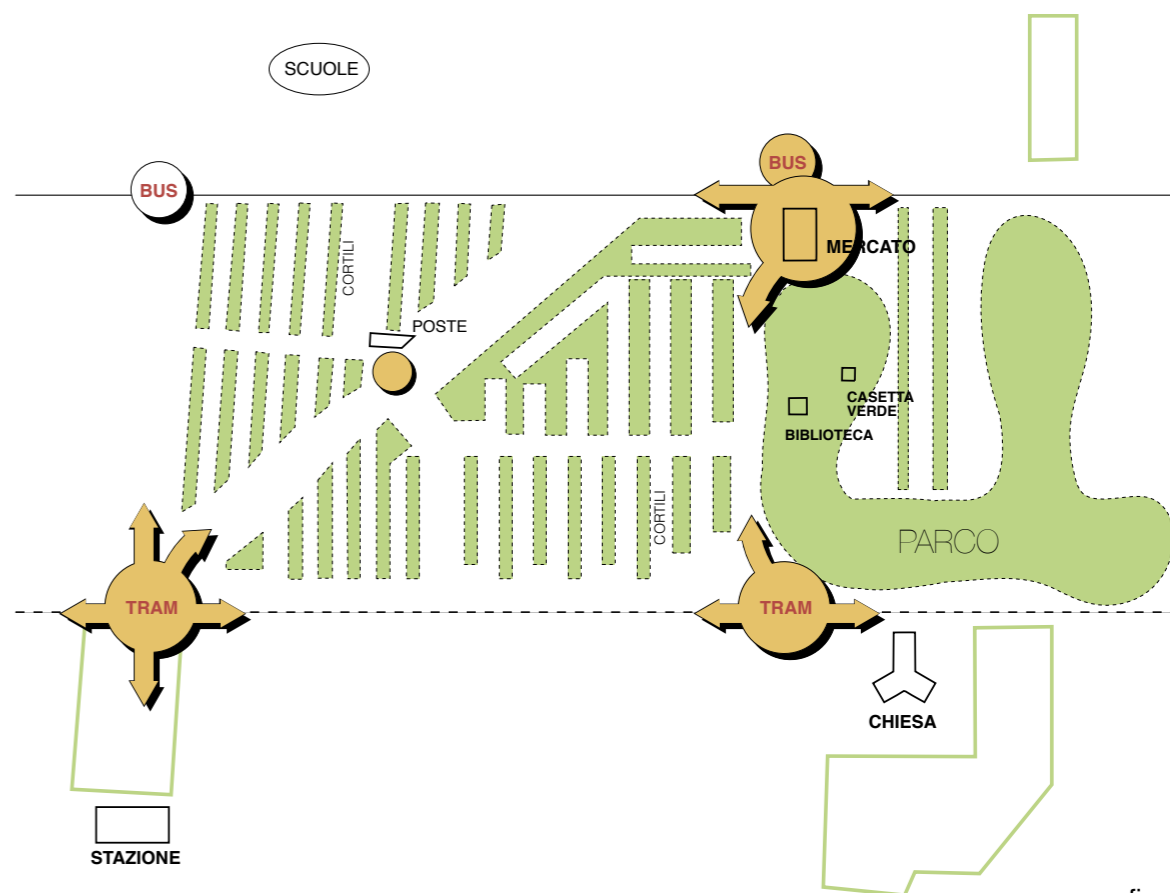 SCUOLE
BUS
BUS
MERCATO
CORTILI
POSTE
CASETTA
VERDE
BIBLIOTECA
CORTILI
PARCO
TRAM
TRAM
CHIESA
STAZIONE